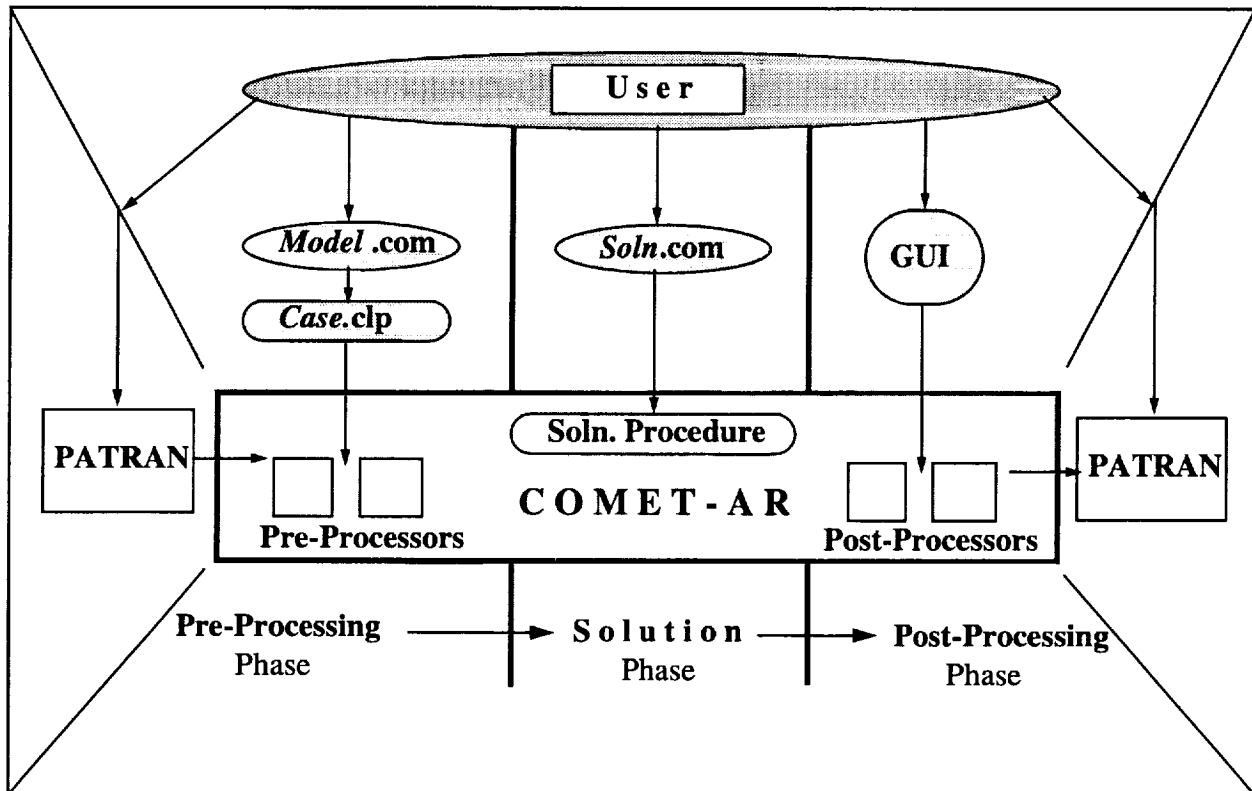 User
Model .com
Soln.com
GUI
Case.clp
Soln. Procedure
PATRAN
PATRAN
COMET-AR
Pre-Processors
Post-Processors
Pre-Processing
Phase
Solution
Phase
Post-Processing
Phase